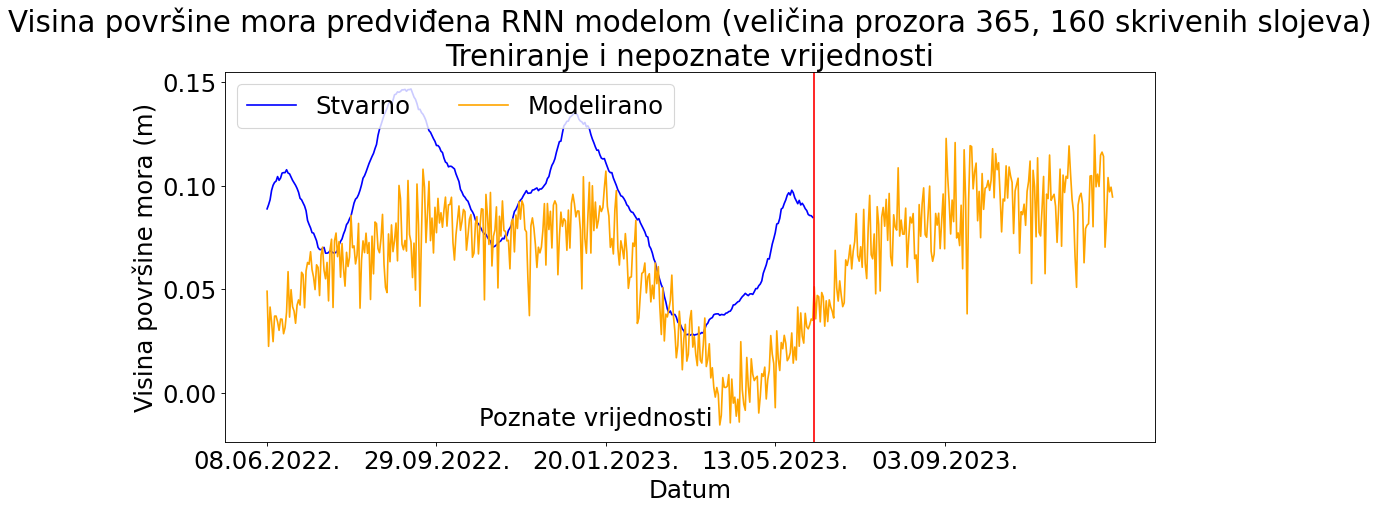 Visina površine mora predviđena RNN modelom (veličina prozora 365, 160 skrivenih slojeva)
Treniranje i nepoznate vrijednosti
Stvarno Modelirano
Visina površine mora (m)
0.15
0.10
0.05
0.00
Poznate vrijednosti
08.06.2022. 29.09.2022. 20.01.2023. 13.05.2023. 03.09.2023.
Datum